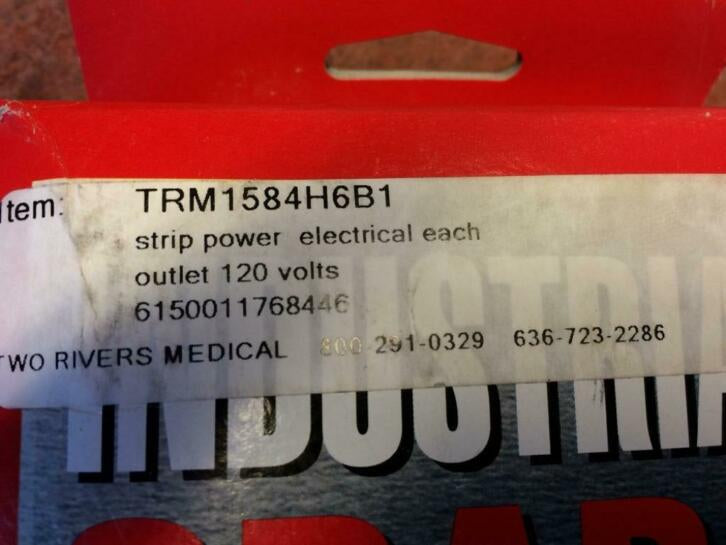 Item: TRM1584H6B1
strip power electrical each
outlet 120 volts
6150011768446
TWO RIVERS MEDICAL 800-291-0329 636-723-2286
INDUSTRIA